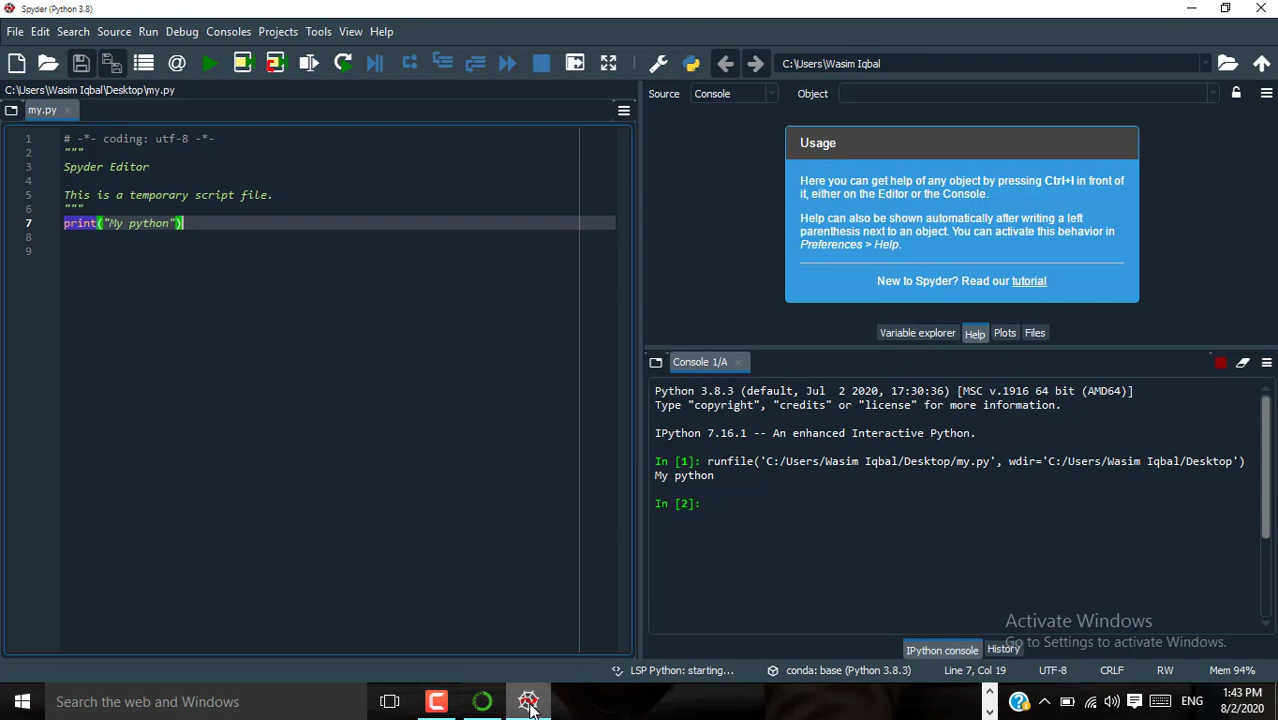 Spyder (Python 3.8)
File Edit Search Source Run Debug Consoles Projects Tools View Help
C:\Users\Wasim Iqbal
C:\Users\Wasim Iqbal\Desktop\my.py
my.py
1 # -*- coding: utf-8 -*-
2 """
3 Spyder Editor
4
5 This is a temporary script file.
6 """
7 print("My python")
8
9
Source Console Object
Usage
Here you can get help of any object by pressing Ctrl+I in front of
it, either on the Editor or the Console.
Help can also be shown automatically after writing a left
parenthesis next to an object. You can activate this behavior in
Preferences > Help.
New to Spyder? Read our tutorial
Variable explorer Help Plots Files
Console 1/A
Python 3.8.3 (default, Jul 2 2020, 17:30:36) [MSC v.1916 64 bit (AMD64)]
Type "copyright", "credits" or "license" for more information.
IPython 7.16.1 -- An enhanced Interactive Python.
In [1]: runfile('C:/Users/Wasim Iqbal/Desktop/my.py', wdir='C:/Users/Wasim Iqbal/Desktop')
My python
In [2]:
Activate Windows
Go to Settings to activate Windows.
IPython console History
LSP Python: starting... conda: base (Python 3.8.3) Line 7, Col 19 UTF-8 CRLF RW Mem 94%
Search the web and Windows
ENG
1:43 PM
8/2/2020